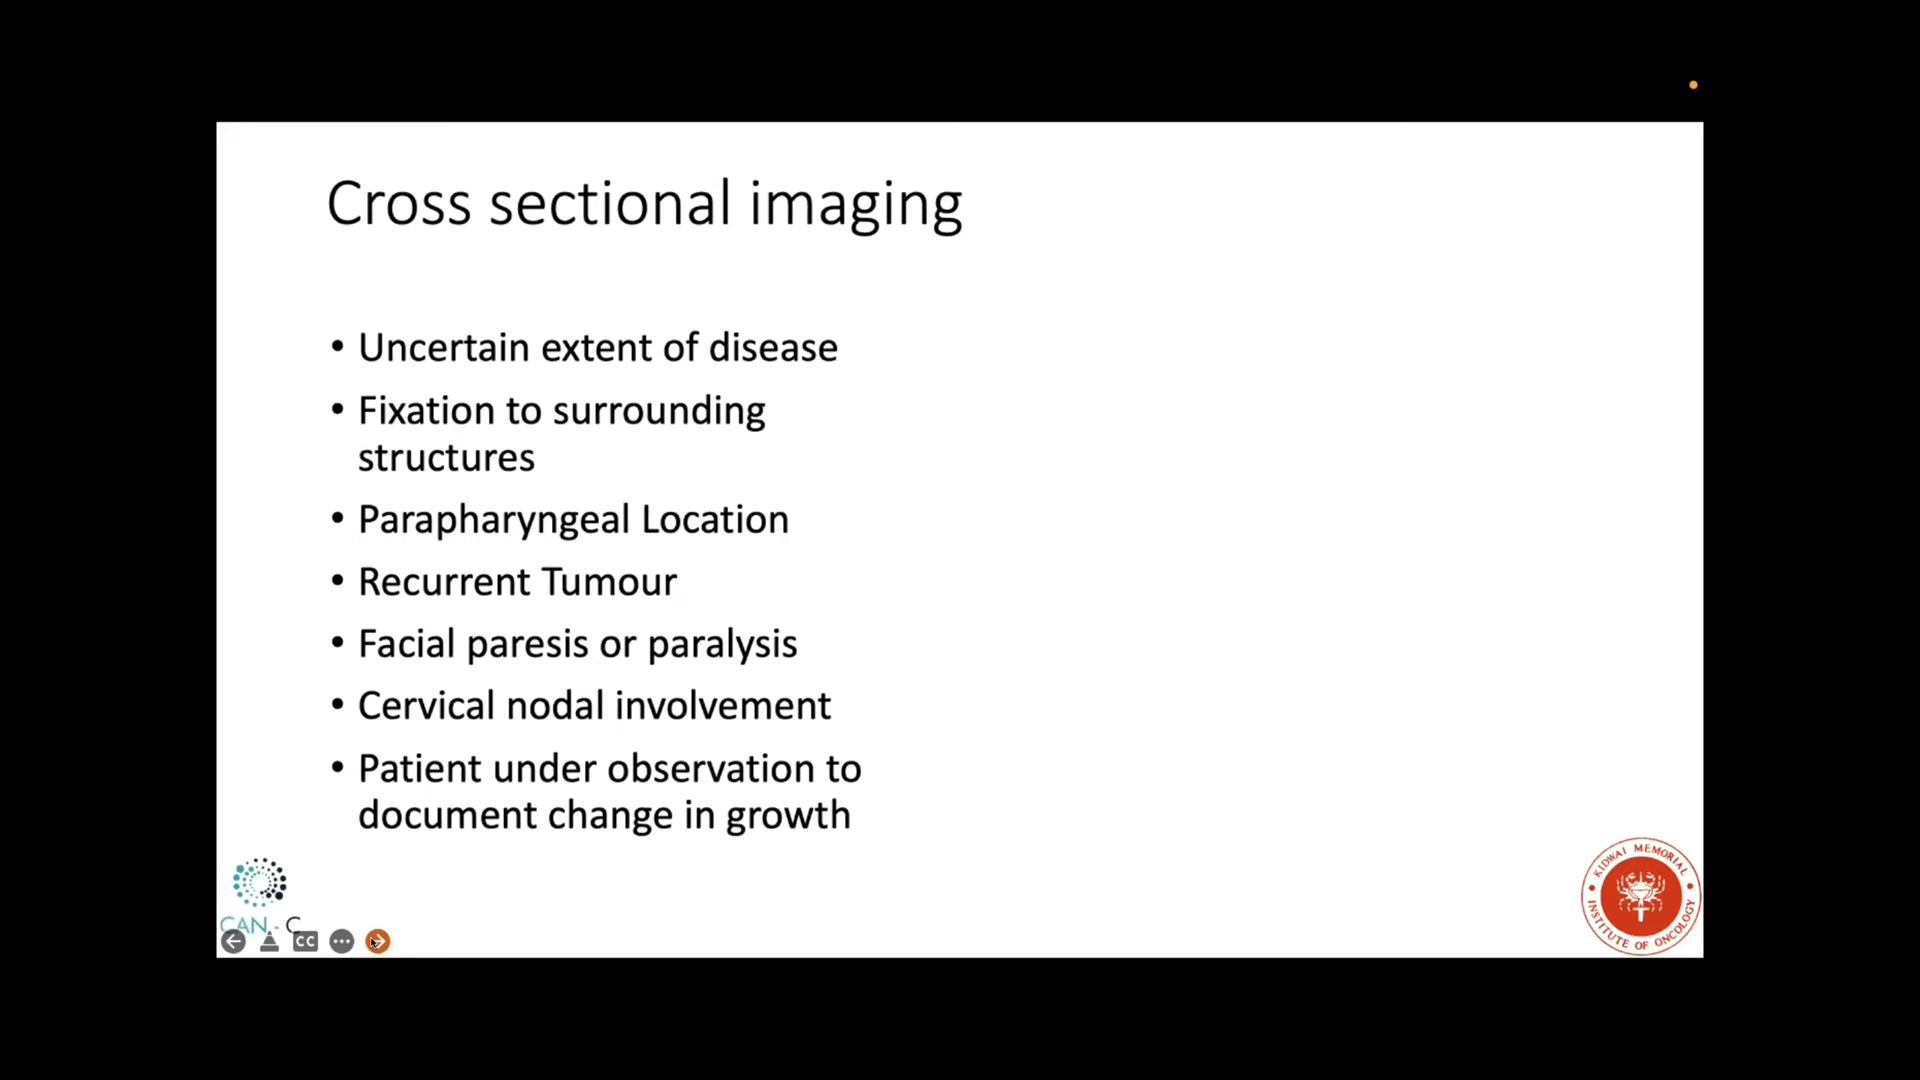 Cross sectional imaging
• Uncertain extent of disease
• Fixation to surrounding
structures
• Parapharyngeal Location
• Recurrent Tumour
• Facial paresis or paralysis
• Cervical nodal involvement
• Patient under observation to
document change in growth
CAN - C
CC
KIDWAI MEMORIAL
INSTITUTE OF ONCOLOGY